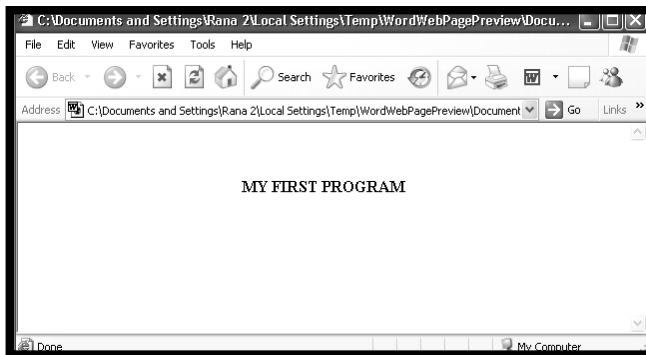 C:\Documents and Settings\Rana 2\Local Settings\Temp\WordWebPagePreview\Docu...
File Edit View Favorites Tools Help
Back Search Favorites
Address C:\Documents and Settings\Rana 2\Local Settings\Temp\WordWebPagePreview\Document Go Links »
MY FIRST PROGRAM
Done My Computer